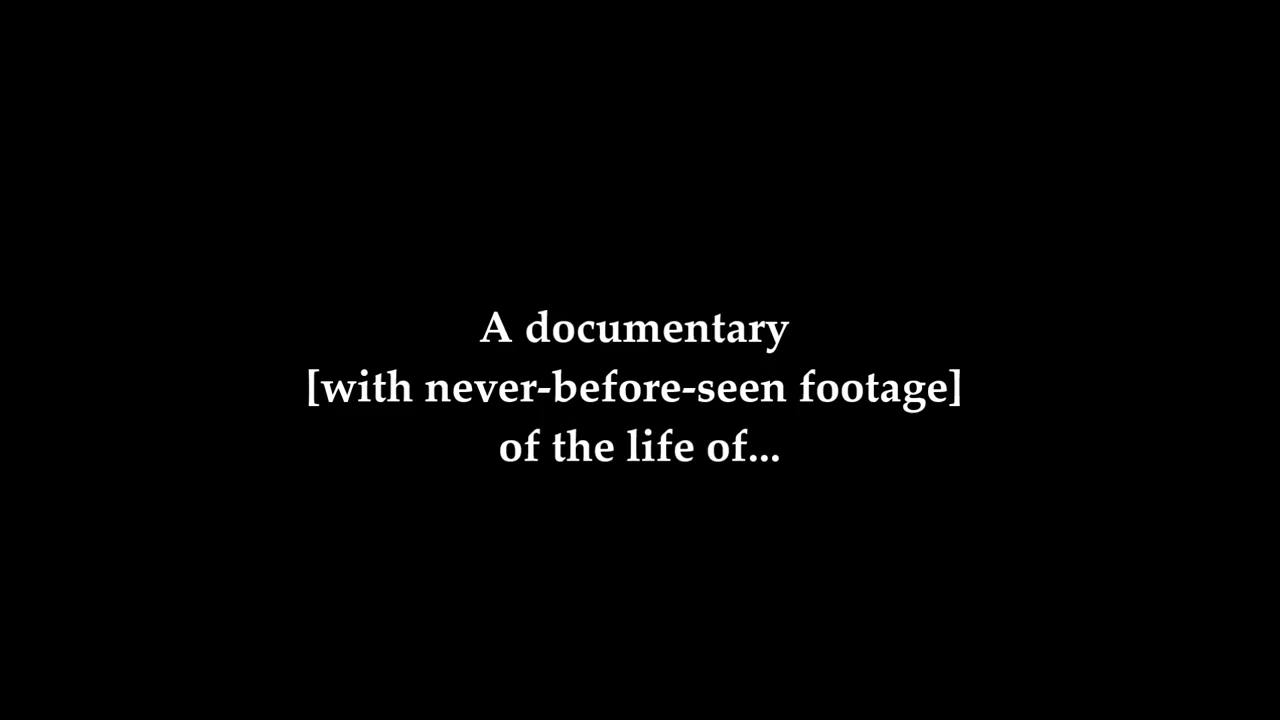 A documentary
[with never-before-seen footage]
of the life of...